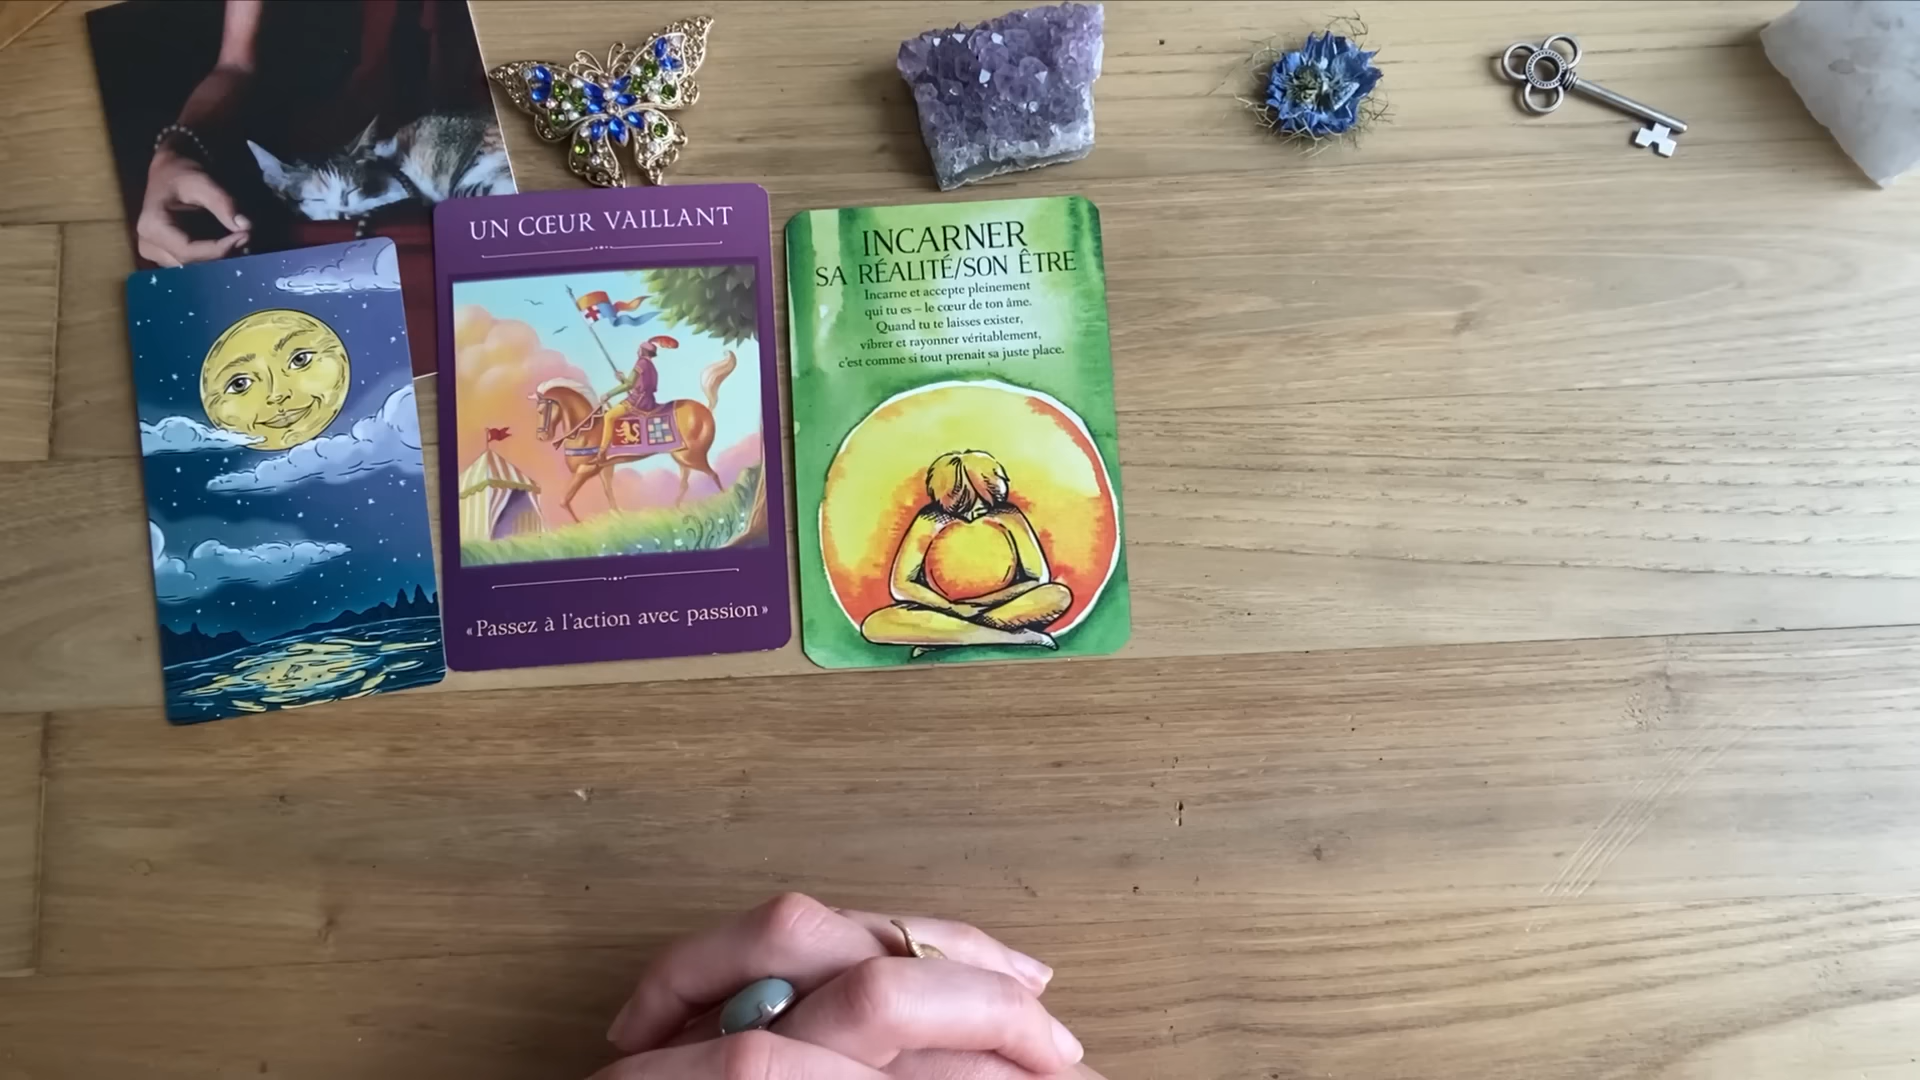 UN CŒUR VAILLANT
«Passez à l'action avec passion»
INCARNER
SA RÉALITÉ/SON ÊTRE
Incarne et accepte pleinement
qui tu es – le cœur de ton âme.
Quand tu te laisses exister,
vibrer et rayonner véritablement,
c'est comme si tout prenait sa juste place.